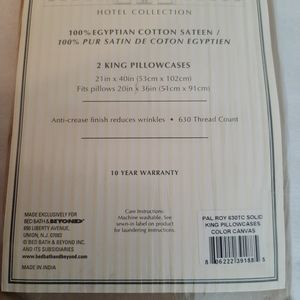 HOTEL COLLECTION
100% EGYPTIAN COTTON SATEEN /
100% PUR SATIN DE COTON EGYPTIEN
2 KING PILLOWCASES
21in x 40in (53cm x 102cm)
Fits pillows 20in x 36in (51cm x 91cm)
Anti-crease finish reduces wrinkles • 630 Thread Count
10 YEAR WARRANTY
MADE EXCLUSIVELY FOR
BED BATH & BEYOND
650 LIBERTY AVENUE,
UNION, N.J. 07083
© BED BATH & BEYOND INC.
AND ITS SUBSIDIARIES
www.bedbathandbeyond.com
MADE IN INDIA
Care Instructions:
Machine washable. See
sewn-in label on product
for laundering instructions.
PAL ROY 630TC SOLID
KING PILLOWCASES
COLOR CANVAS